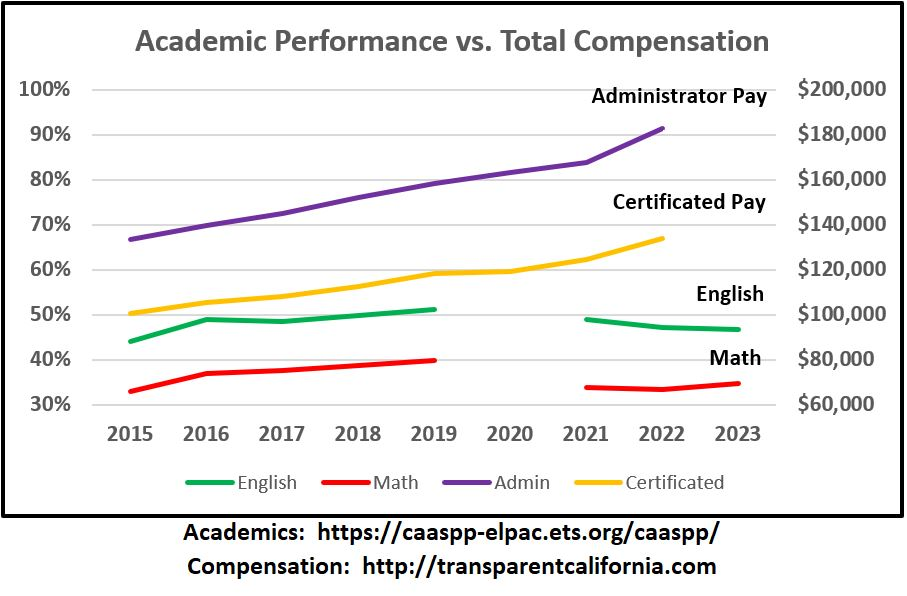 Academic Performance vs. Total Compensation
100% Administrator Pay $200,000
90% $180,000
80% $160,000
70% Certificated Pay $140,000
60% $120,000
50% English $100,000
40% Math $80,000
30% $60,000
2015 2016 2017 2018 2019 2020 2021 2022 2023
English Math Admin Certificated
Academics: https://caaspp-elpac.ets.org/caaspp/
Compensation: http://transparentcalifornia.com